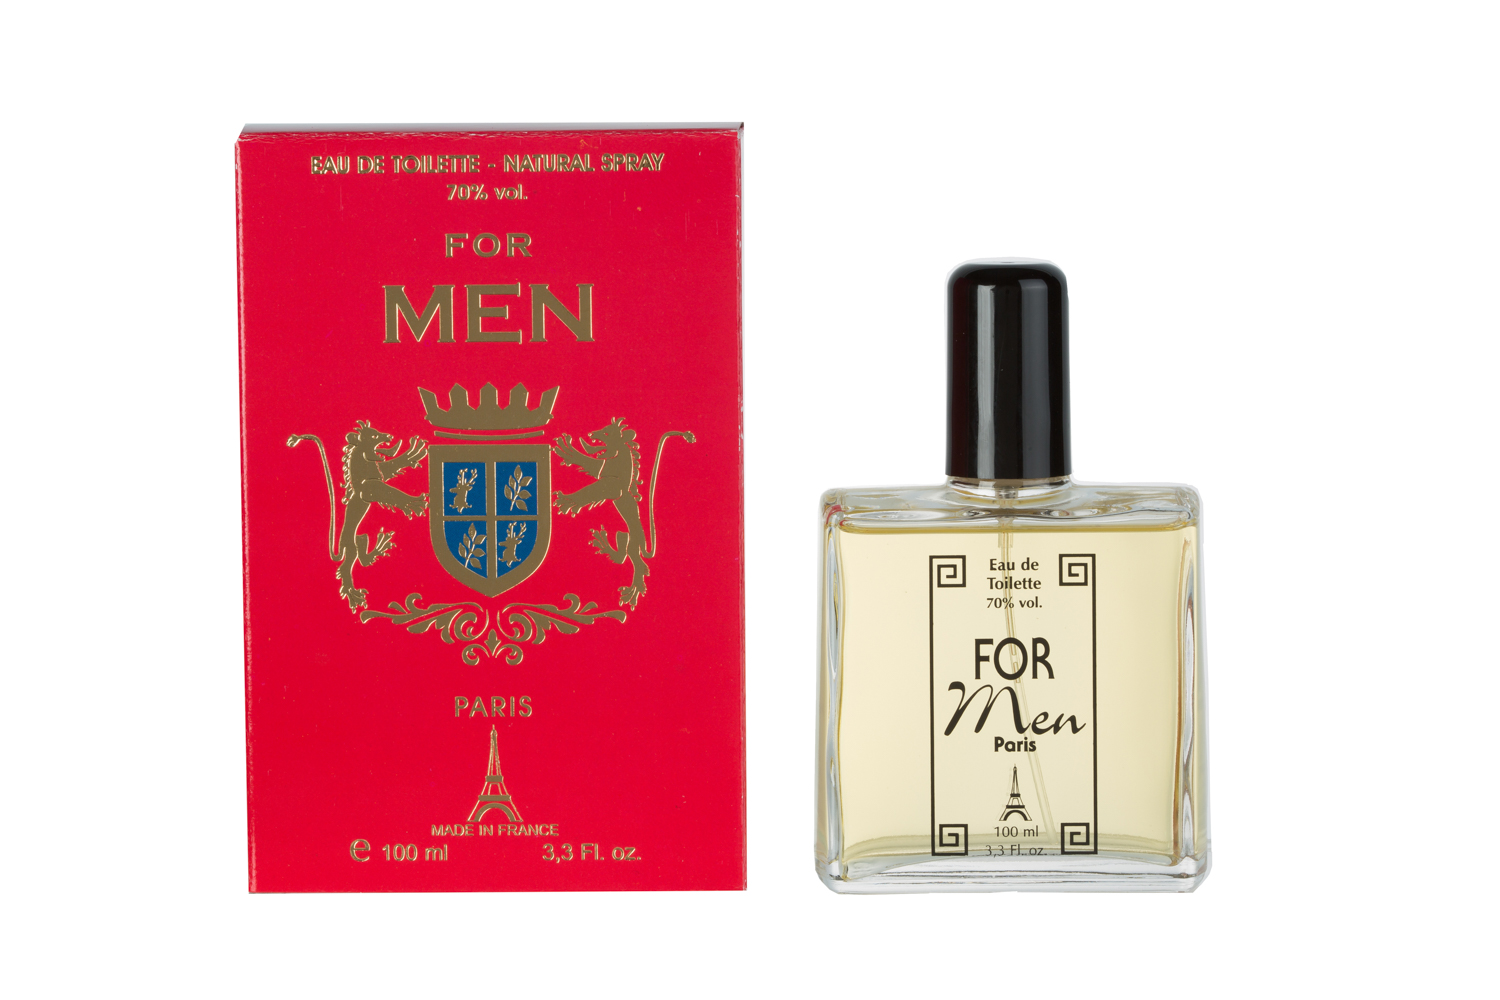 EAU DE TOILETTE - NATURAL SPRAY
70% vol.
FOR
MEN
PARIS
MADE IN FRANCE
e 100 ml 3,3 Fl. oz.
Eau de
Toilette
70% vol.
FOR
Men
Paris
100 ml
3,3 Fl. oz.